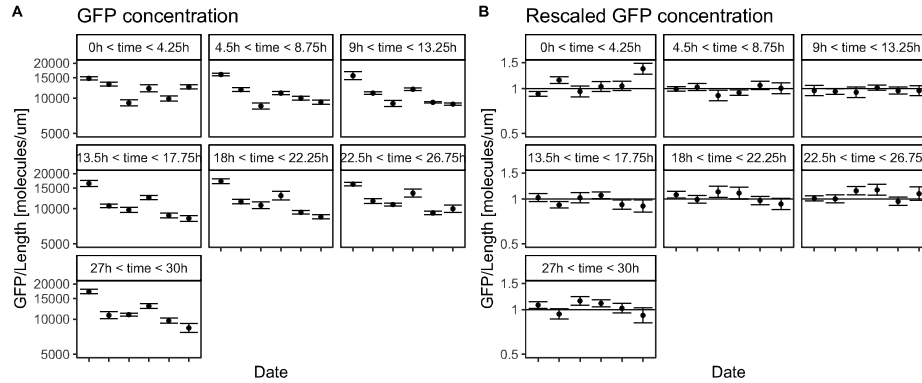 A
GFP concentration
0h < time < 4.25h
4.5h < time < 8.75h
9h < time < 13.25h
20000
15000
10000
5000
13.5h < time < 17.75h
18h < time < 22.25h
22.5h < time < 26.75h
20000
15000
10000
5000
27h < time < 30h
20000
15000
10000
5000
GFP/Length [molecules/um]
Date
B
Rescaled GFP concentration
0h < time < 4.25h
4.5h < time < 8.75h
9h < time < 13.25h
1.5
1
0.5
13.5h < time < 17.75h
18h < time < 22.25h
22.5h < time < 26.75
1.5
1
0.5
27h < time < 30h
1.5
1
0.5
GFP/Length [molecules/um]
Date